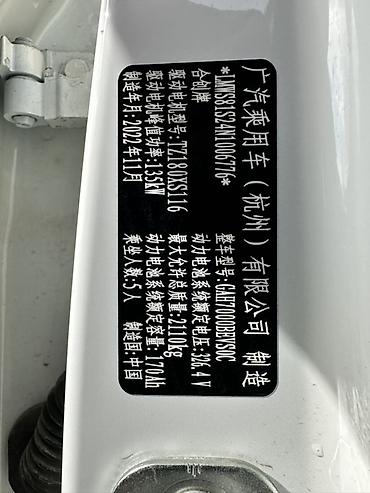 广汽乘用车（杭州）有限公司 制造
*LMWS81S24N1006776*
合创牌 整车型号:GAH7000BEVS0C
驱动电机型号:TZ180XS116 动力电池系统额定电压:326.4V
驱动电机峰值功率:135kW 最大允许总质量:2110kg
制造年月:2022年11月 动力电池系统额定容量:170Ah
乘坐人数:5人 制造国:中国